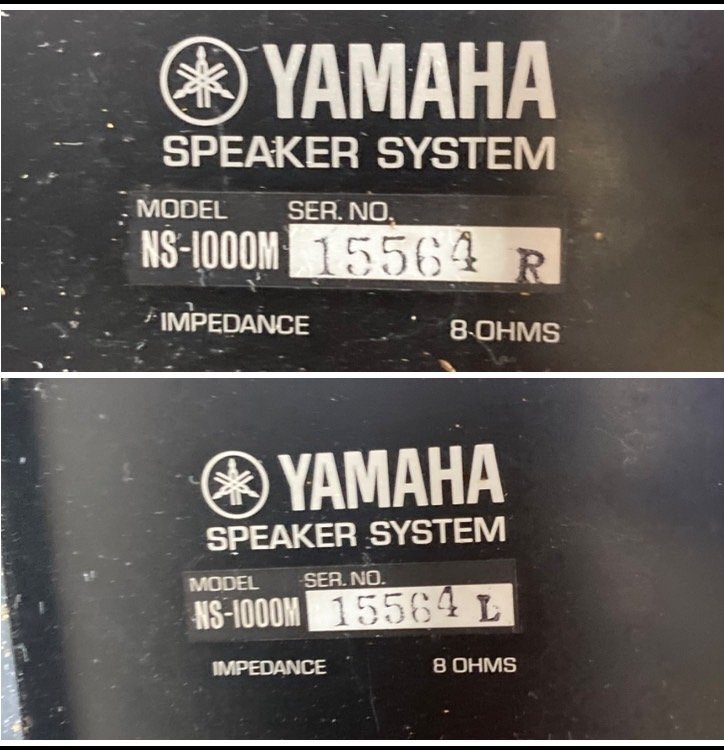 YAMAHA
SPEAKER SYSTEM
MODEL SER. NO.
NS-1000M 15564 R
IMPEDANCE 8 OHMS
YAMAHA
SPEAKER SYSTEM
MODEL SER. NO.
NS-1000M 15564 L
IMPEDANCE 8 OHMS